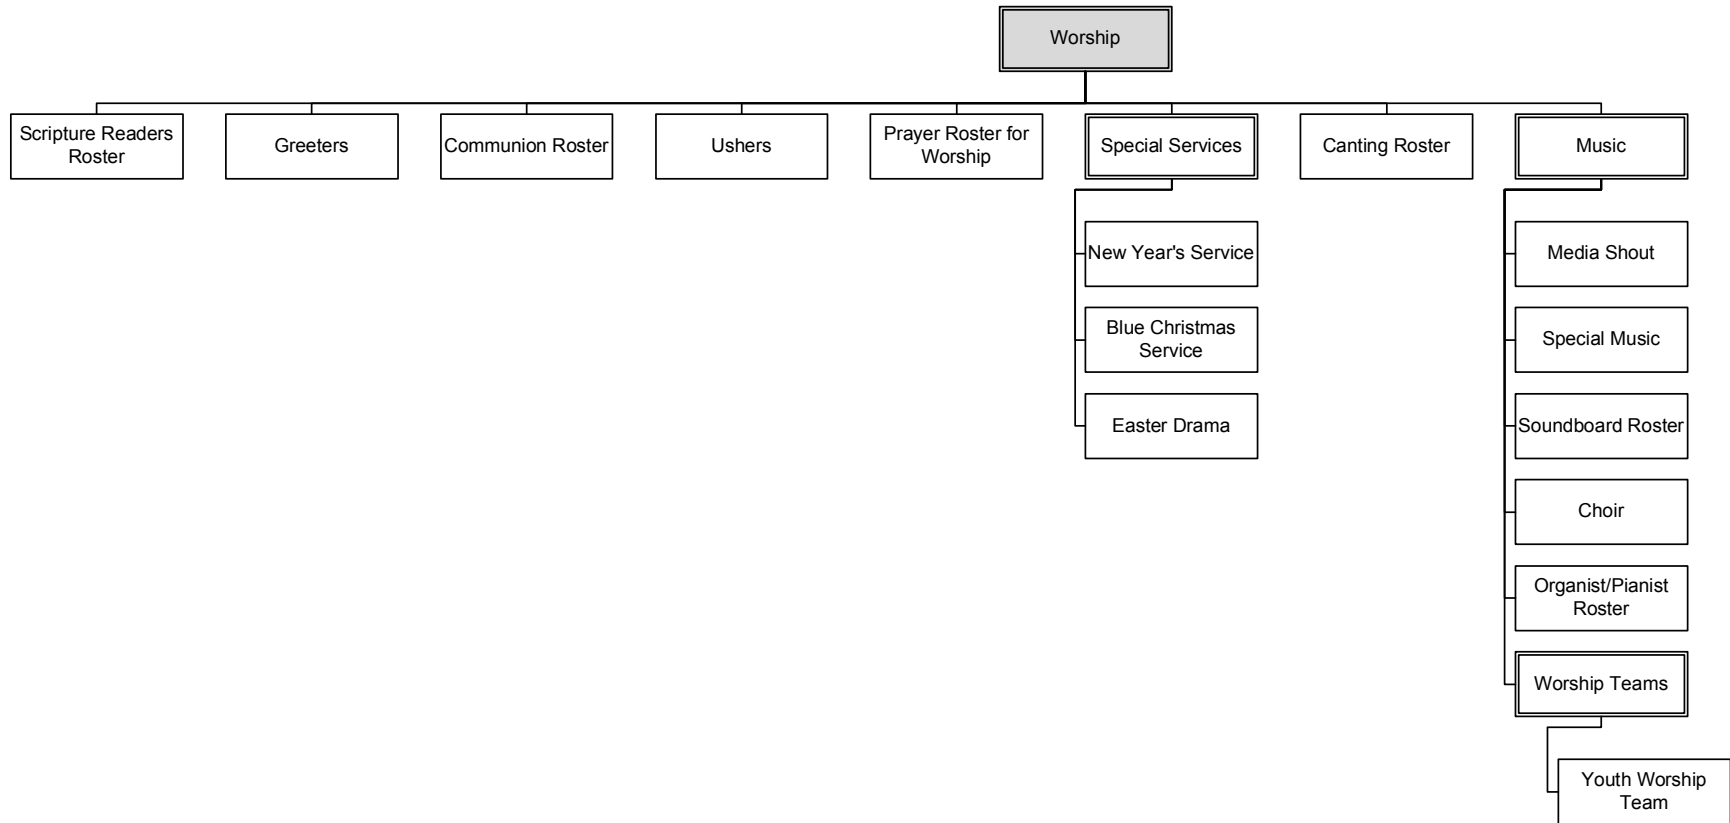 Worship
Scripture Readers
Roster
Greeters
Communion Roster
Ushers
Prayer Roster for
Worship
Special Services
Canting Roster
Music
New Year's Service
Blue Christmas
Service
Easter Drama
Media Shout
Special Music
Soundboard Roster
Choir
Organist/Pianist
Roster
Worship Teams
Youth Worship
Team